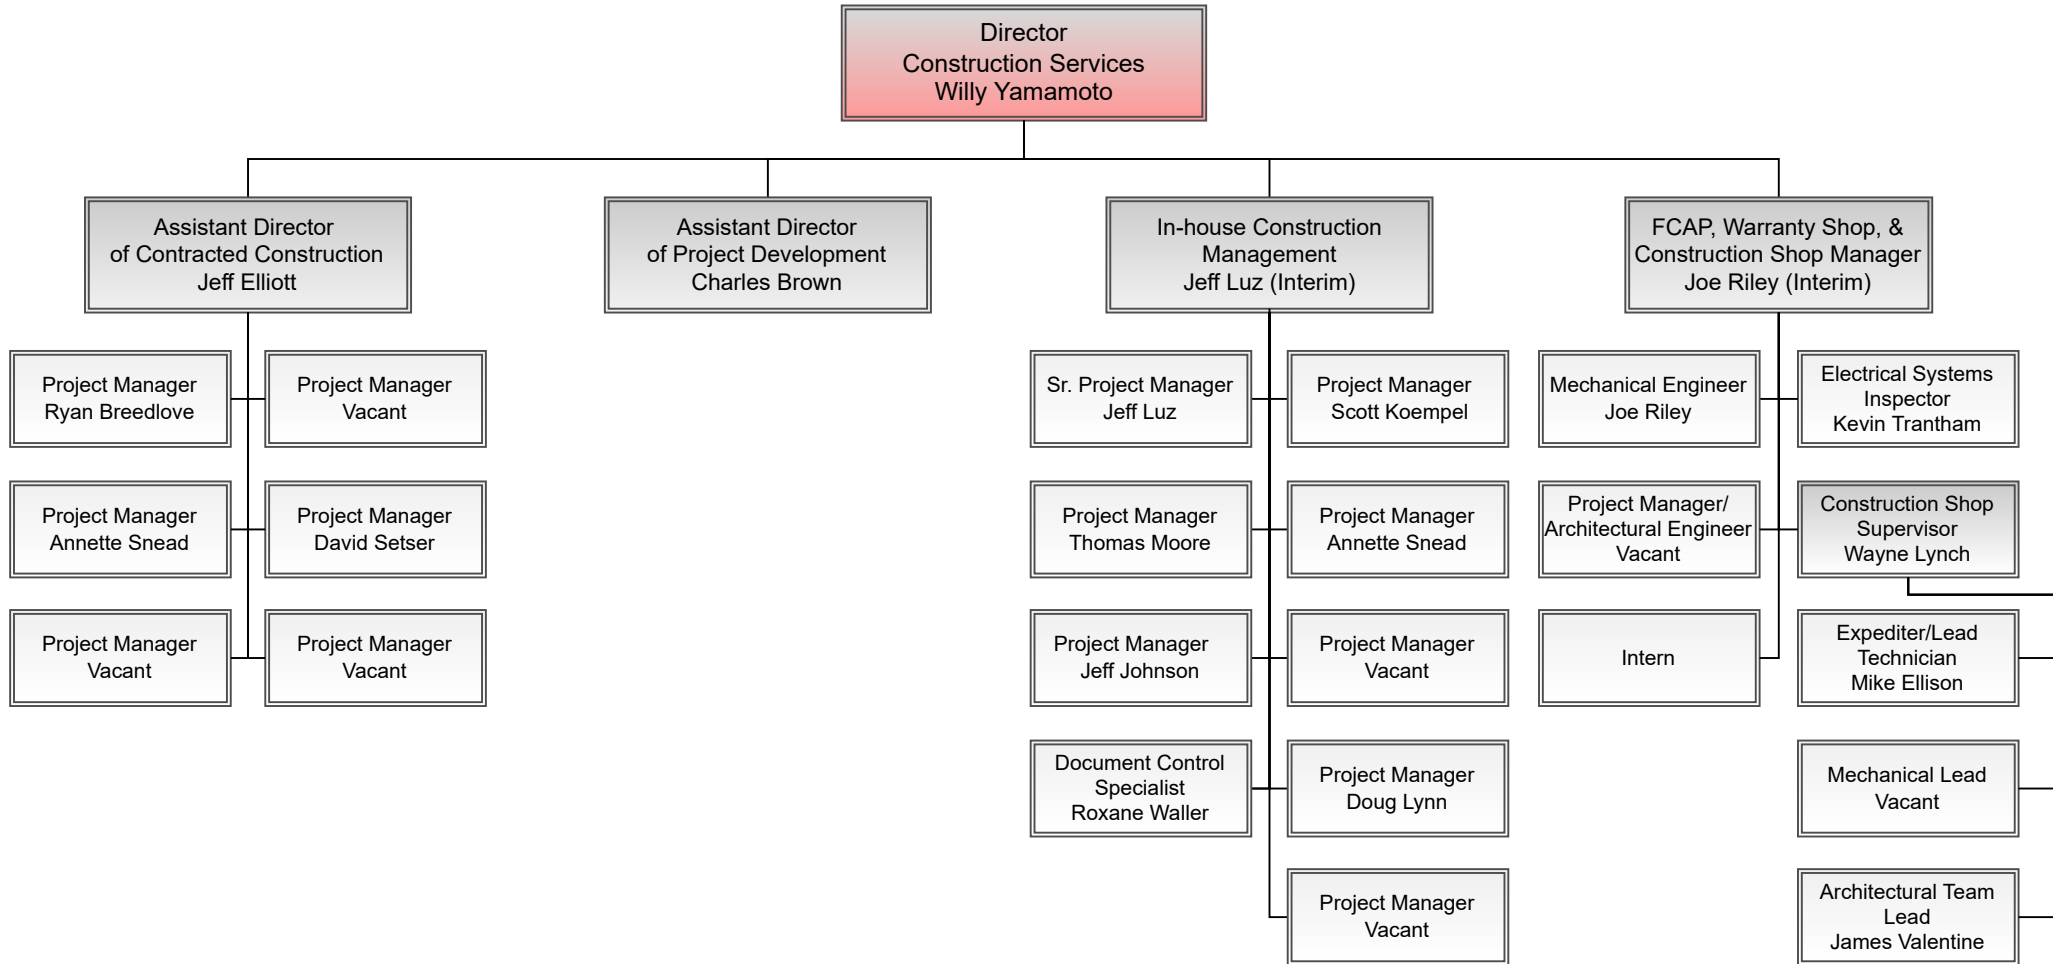 Director
Construction Services
Willy Yamamoto
Assistant Director
of Contracted Construction
Jeff Elliott
Assistant Director
of Project Development
Charles Brown
In-house Construction
Management
Jeff Luz (Interim)
FCAP, Warranty Shop, &
Construction Shop Manager
Joe Riley (Interim)
Project Manager
Ryan Breedlove
Project Manager
Vacant
Project Manager
Annette Snead
Project Manager
David Setser
Project Manager
Vacant
Project Manager
Vacant
Sr. Project Manager
Jeff Luz
Project Manager
Scott Koempel
Project Manager
Thomas Moore
Project Manager
Annette Snead
Project Manager
Jeff Johnson
Project Manager
Vacant
Document Control
Specialist
Roxane Waller
Project Manager
Doug Lynn
Project Manager
Vacant
Mechanical Engineer
Joe Riley
Electrical Systems
Inspector
Kevin Trantham
Project Manager/
Architectural Engineer
Vacant
Construction Shop
Supervisor
Wayne Lynch
Intern
Expediter/Lead
Technician
Mike Ellison
Mechanical Lead
Vacant
Architectural Team
Lead
James Valentine